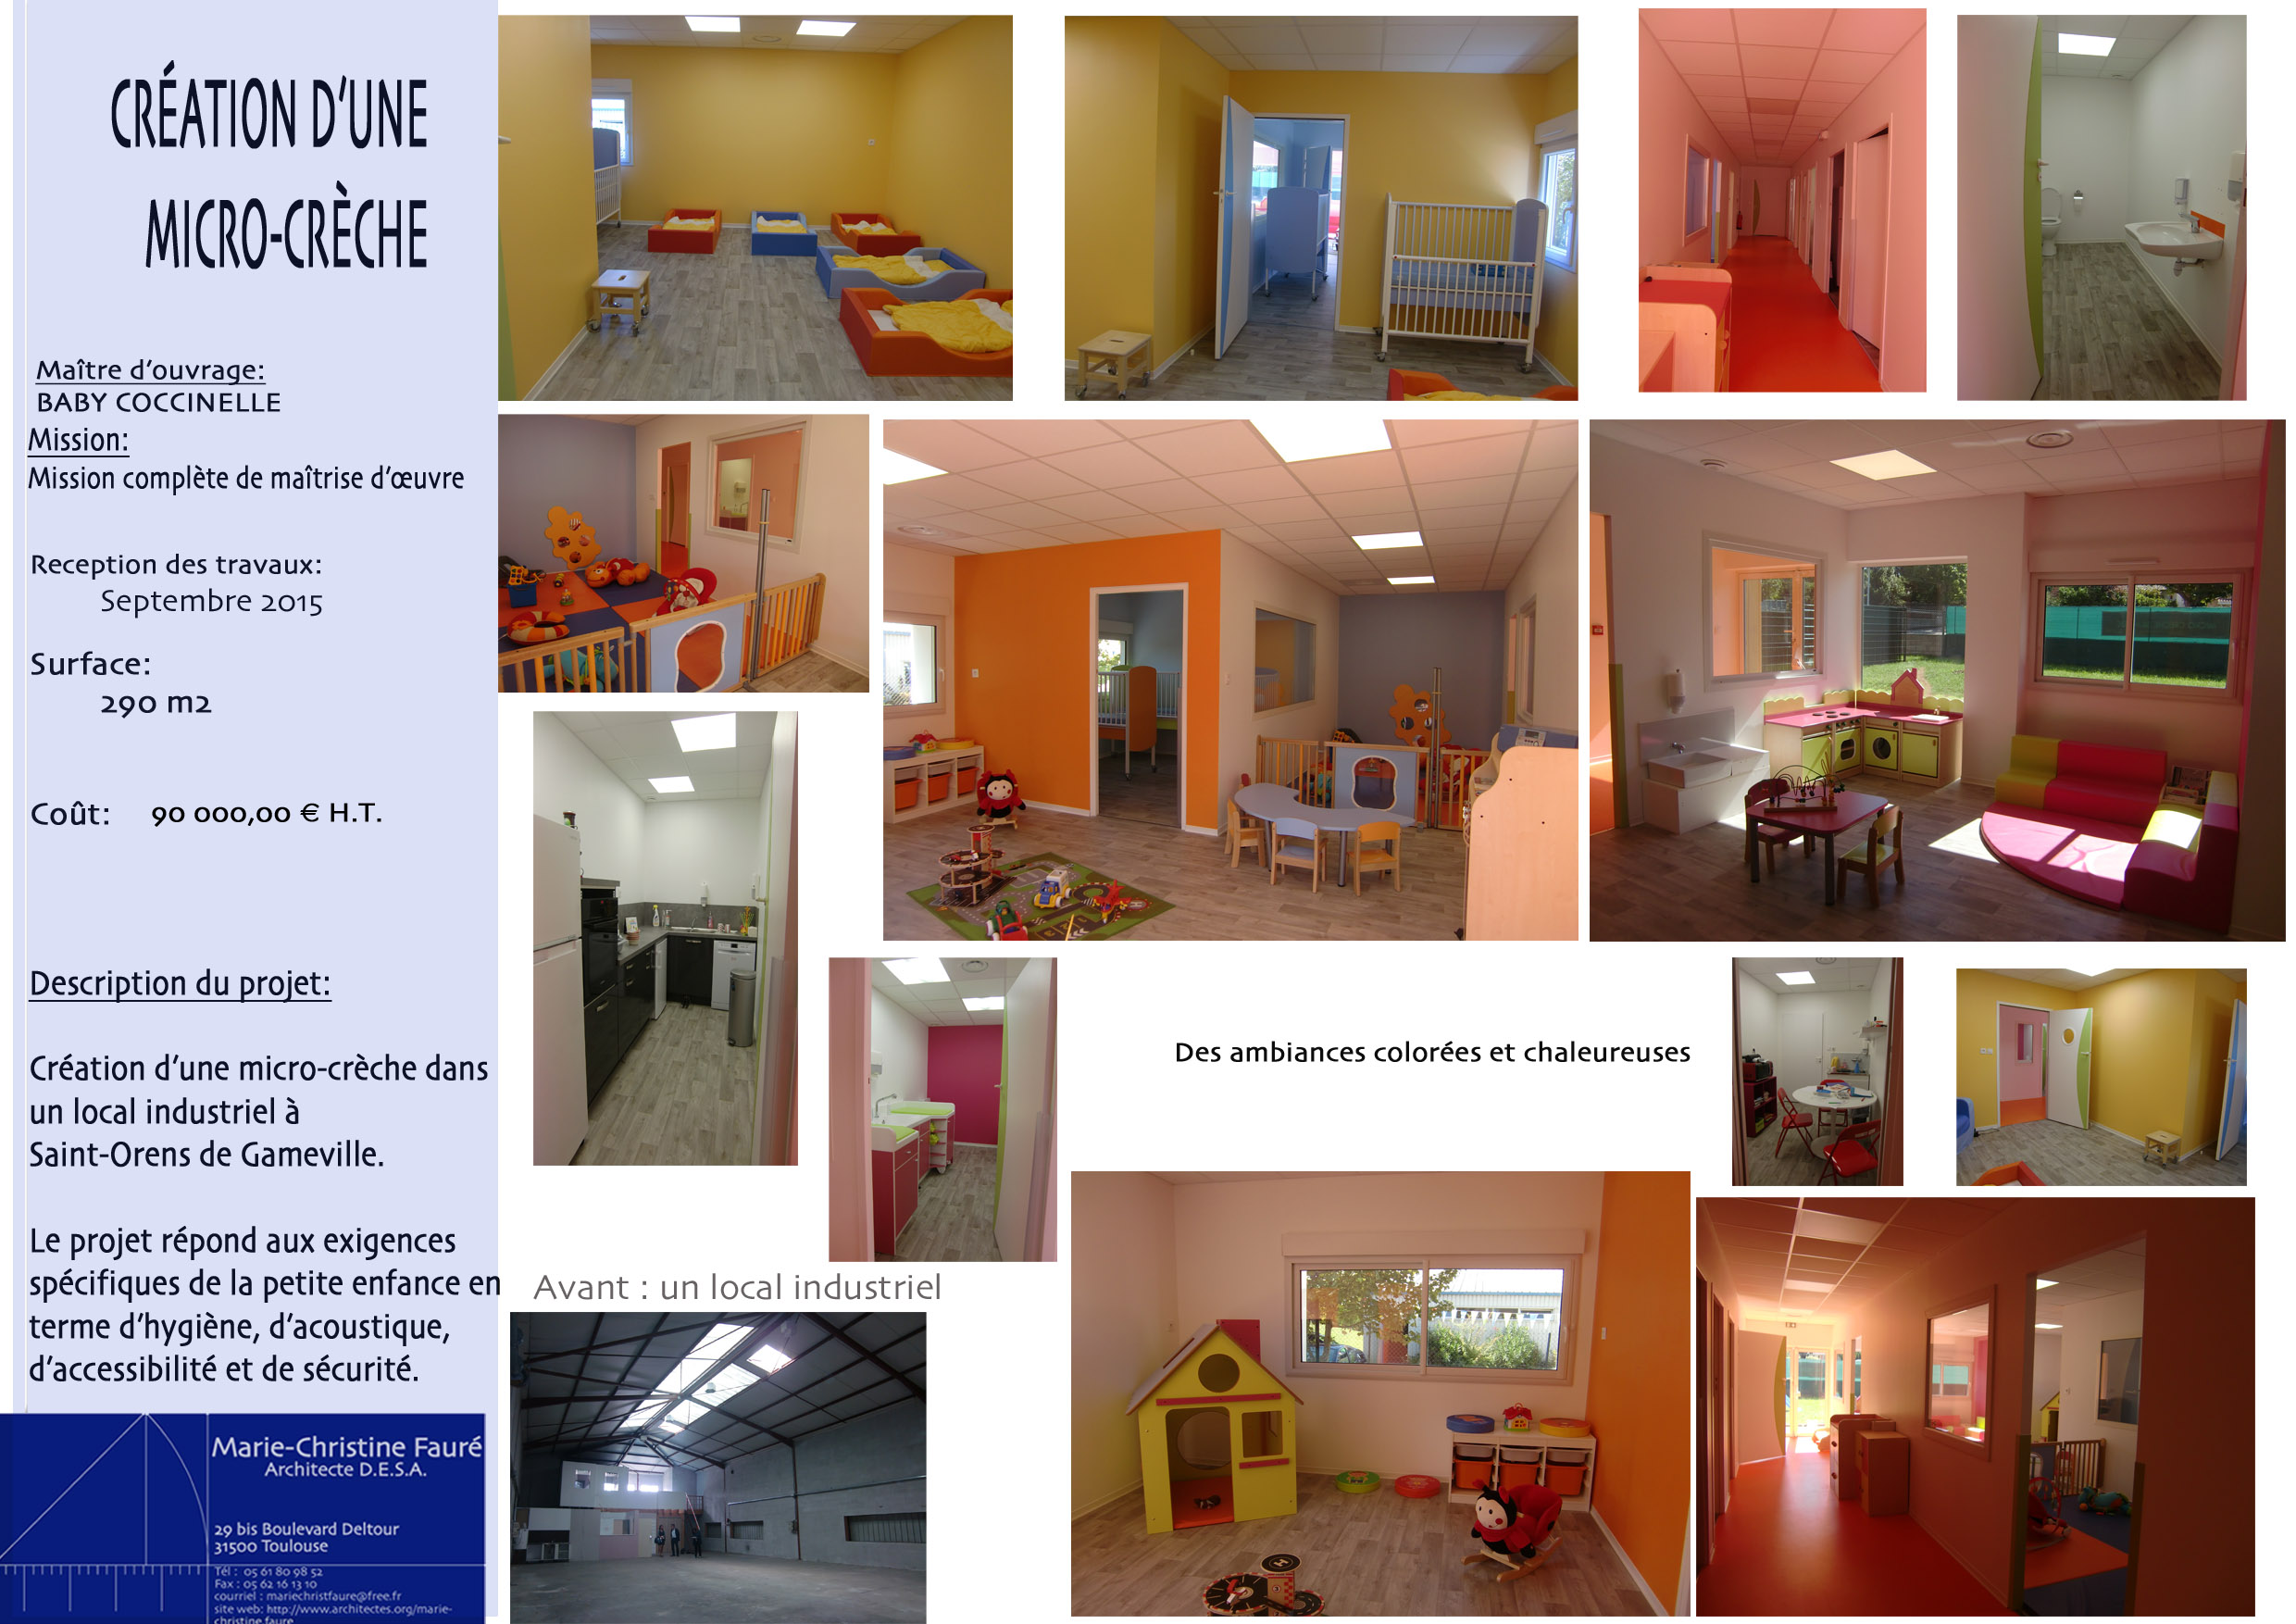 CRÉATION D'UNE
MICRO-CRÈCHE
Maître d'ouvrage:
BABY COCCINELLE
Mission:
Mission complète de maîtrise d'œuvre
Reception des travaux:
Septembre 2015
Surface:
290 m2
Coût: 90 000,00 € H.T.
Description du projet:
Création d'une micro-crèche dans
un local industriel à
Saint-Orens de Gameville.
Le projet répond aux exigences
spécifiques de la petite enfance en
terme d'hygiène, d'acoustique,
d'accessibilité et de sécurité.
Marie-Christine Fauré
Architecte D.E.S.A.
29 bis Boulevard Deltour
31500 Toulouse
Tél : 05 61 80 98 52
Fax : 05 62 16 13 10
courriel : mariechristfaure@free.fr
site web: http://www.architectes.org/marie-
christine.faure
Des ambiances colorées et chaleureuses
Avant : un local industriel